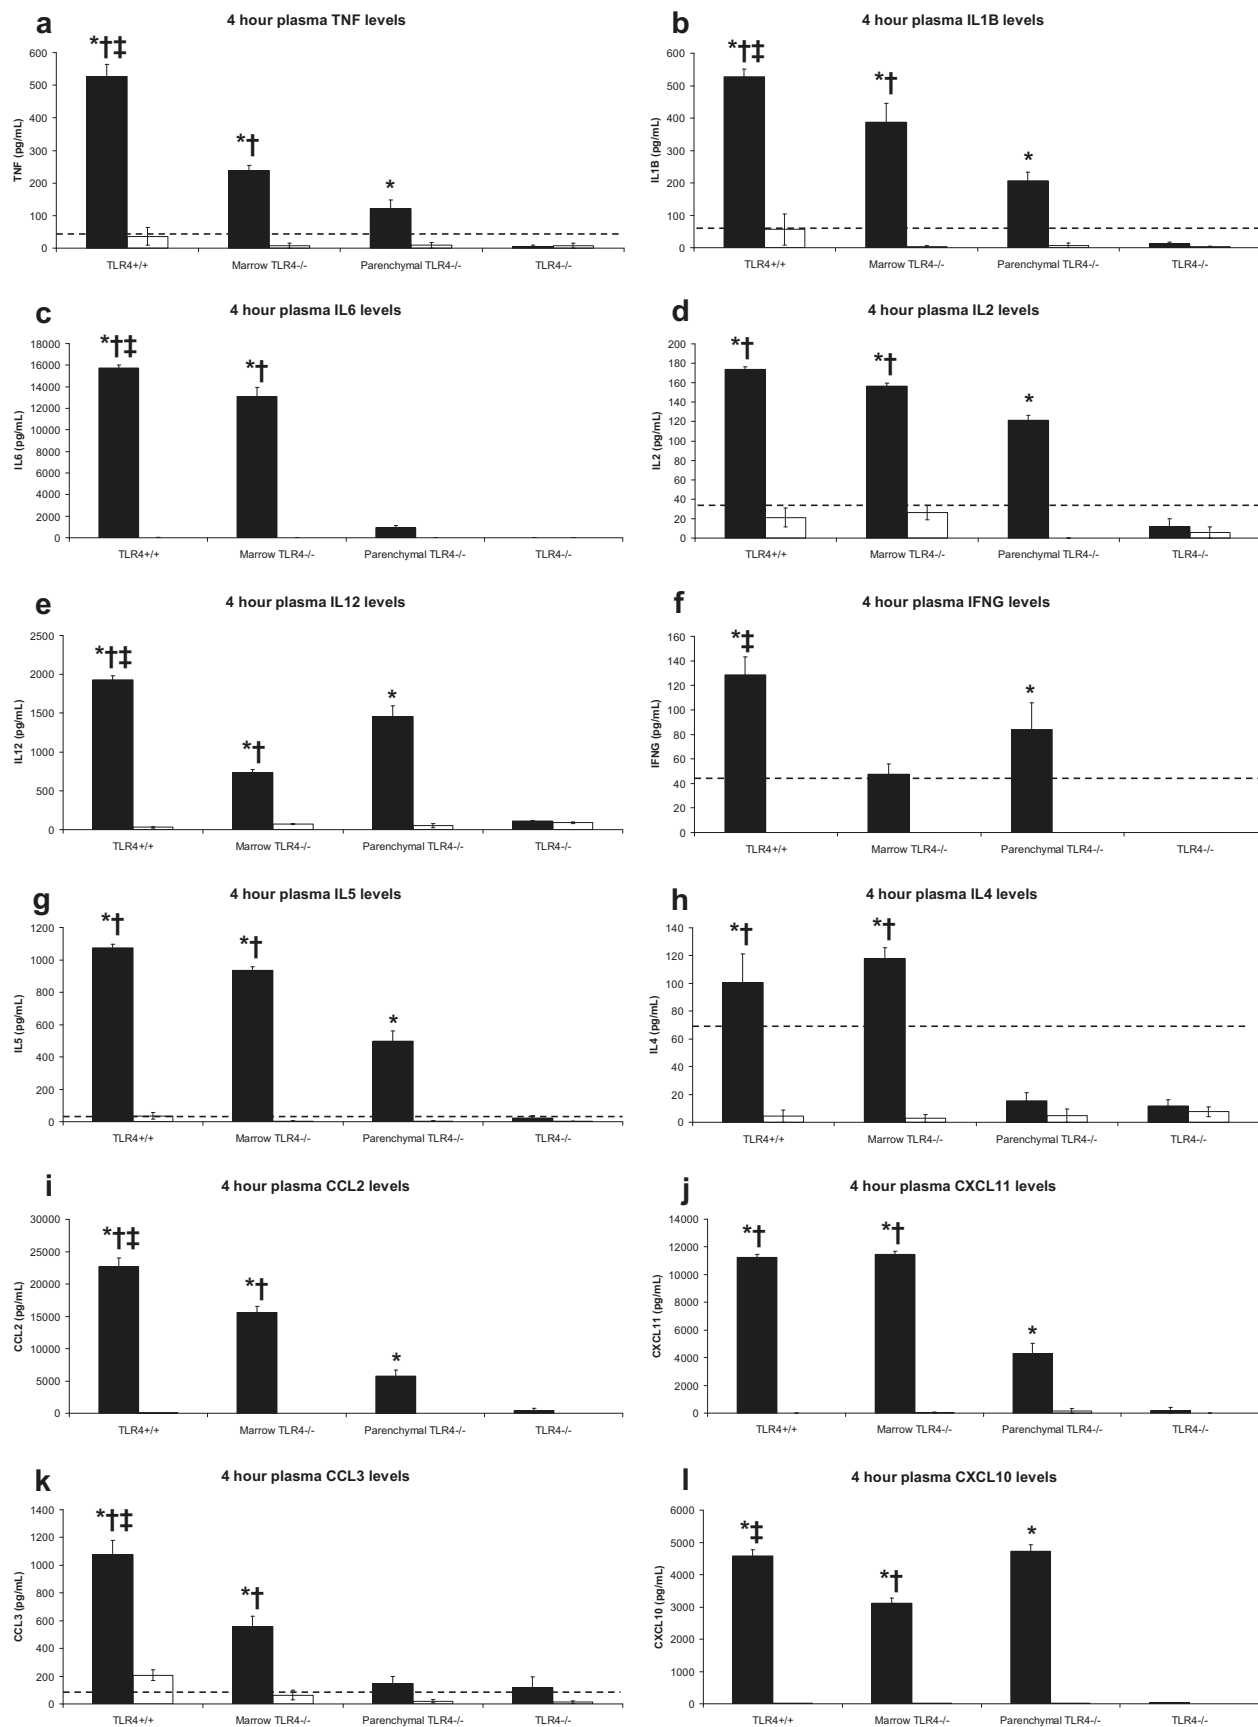 a
4 hour plasma TNF levels
*†‡
*†
*
TNF (pg/mL)
600
500
400
300
200
100
0
TLR4+/+ Marrow TLR4-/- Parenchymal TLR4-/- TLR4-/-
b
4 hour plasma IL1B levels
*†‡
*†
*
IL1B (pg/mL)
600
500
400
300
200
100
0
TLR4+/+ Marrow TLR4-/- Parenchymal TLR4-/- TLR4-/-
c
4 hour plasma IL6 levels
*†‡
*†
IL6 (pg/mL)
18000
16000
14000
12000
10000
8000
6000
4000
2000
0
TLR4+/+ Marrow TLR4-/- Parenchymal TLR4-/- TLR4-/-
d
4 hour plasma IL2 levels
*†
*†
*
IL2 (pg/mL)
200
180
160
140
120
100
80
60
40
20
0
TLR4+/+ Marrow TLR4-/- Parenchymal TLR4-/- TLR4-/-
e
4 hour plasma IL12 levels
*†‡
*†
*
IL12 (pg/mL)
2500
2000
1500
1000
500
0
TLR4+/+ Marrow TLR4-/- Parenchymal TLR4-/- TLR4-/-
f
4 hour plasma IFNG levels
*‡
*
IFNG (pg/mL)
160
140
120
100
80
60
40
20
0
TLR4+/+ Marrow TLR4-/- Parenchymal TLR4-/- TLR4-/-
g
4 hour plasma IL5 levels
*†
*†
*
IL5 (pg/mL)
1200
1000
800
600
400
200
0
TLR4+/+ Marrow TLR4-/- Parenchymal TLR4-/- TLR4-/-
h
4 hour plasma IL4 levels
*†
*†
IL4 (pg/mL)
140
120
100
80
60
40
20
0
TLR4+/+ Marrow TLR4-/- Parenchymal TLR4-/- TLR4-/-
i
4 hour plasma CCL2 levels
*†‡
*†
*
CCL2 (pg/mL)
30000
25000
20000
15000
10000
5000
0
TLR4+/+ Marrow TLR4-/- Parenchymal TLR4-/- TLR4-/-
j
4 hour plasma CXCL11 levels
*†
*†
*
CXCL11 (pg/mL)
14000
12000
10000
8000
6000
4000
2000
0
TLR4+/+ Marrow TLR4-/- Parenchymal TLR4-/- TLR4-/-
k
4 hour plasma CCL3 levels
*†‡
*†
CCL3 (pg/mL)
1400
1200
1000
800
600
400
200
0
TLR4+/+ Marrow TLR4-/- Parenchymal TLR4-/- TLR4-/-
l
4 hour plasma CXCL10 levels
*‡
*†
*
CXCL10 (pg/mL)
6000
5000
4000
3000
2000
1000
0
TLR4+/+ Marrow TLR4-/- Parenchymal TLR4-/- TLR4-/-